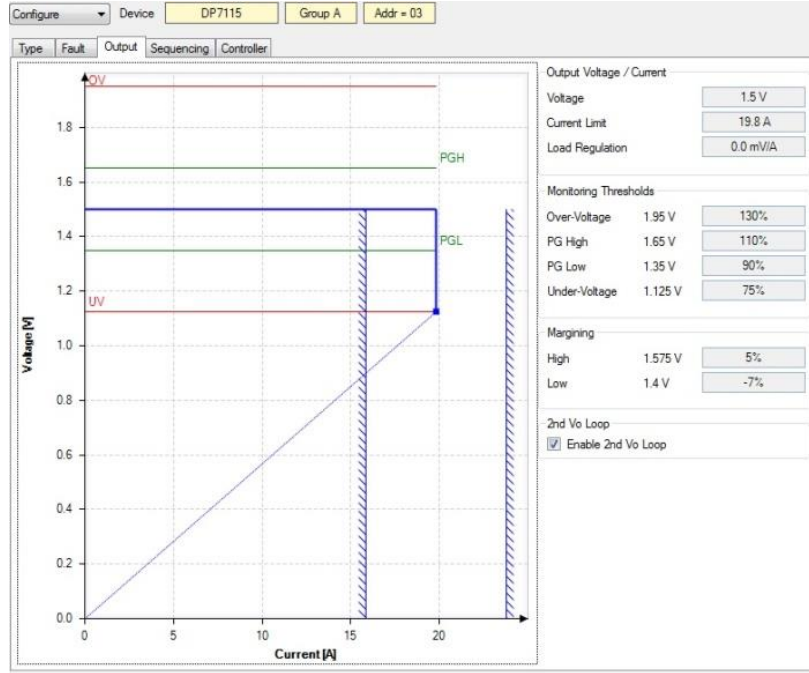 Configure Device DP7115 Group A Addr = 03
Type Fault Output Sequencing Controller
OV
PGH
PGL
UV
1.8
1.6
1.4
1.2
1.0
0.8
0.6
0.4
0.2
0.0
Voltage [V]
0 5 10 15 20
Current [A]
Output Voltage / Current
Voltage 1.5 V
Current Limit 19.8 A
Load Regulation 0.0 mV/A
Monitoring Thresholds
Over-Voltage 1.95 V 130%
PG High 1.65 V 110%
PG Low 1.35 V 90%
Under-Voltage 1.125 V 75%
Margining
High 1.575 V 5%
Low 1.4 V -7%
2nd Vo Loop
Enable 2nd Vo Loop